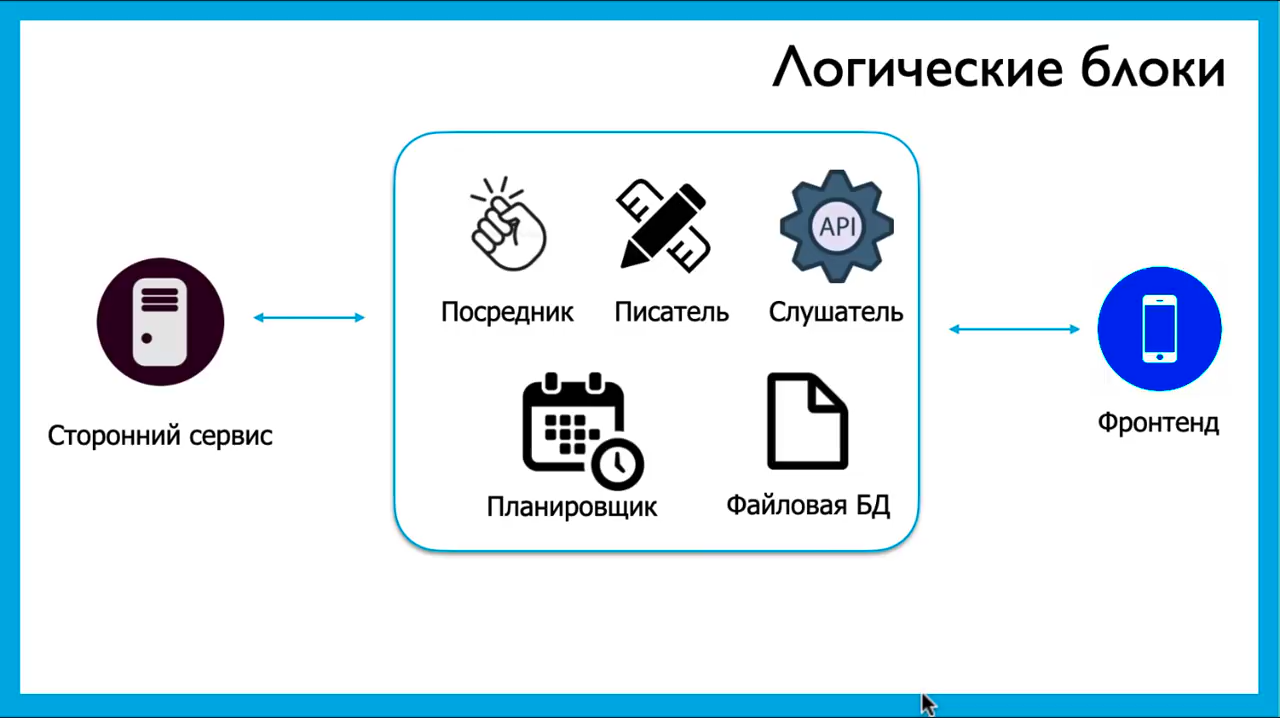 Логические блоки
API
Посредник
Писатель
Слушатель
Сторонний сервис
Фронтенд
Планировщик
Файловая БД